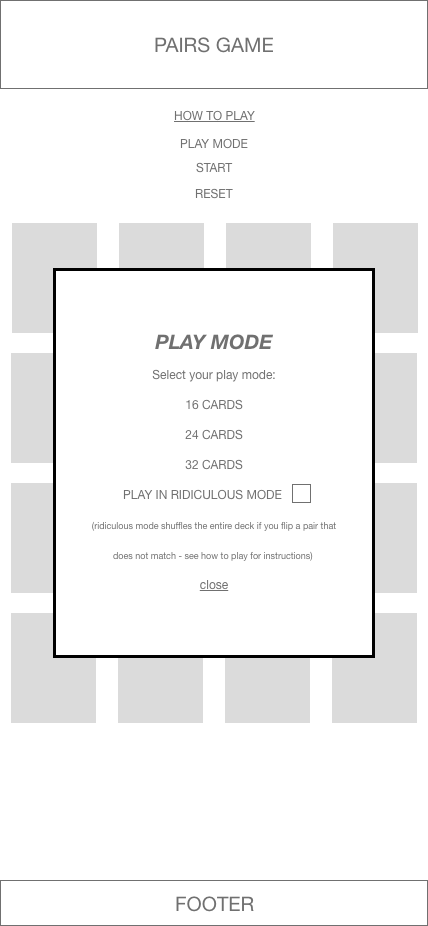 PAIRS GAME
HOW TO PLAY
PLAY MODE
START
RESET
PLAY MODE
Select your play mode:
16 CARDS
24 CARDS
32 CARDS
PLAY IN RIDICULOUS MODE
(ridiculous mode shuffles the entire deck if you flip a pair that
does not match - see how to play for instructions)
close
FOOTER